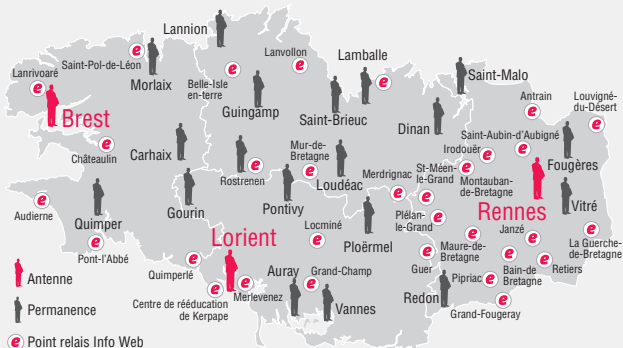 Lannion
Lanvollon
Lamballe
Saint-Pol-de-Léon
Lanrivoaré
Morlaix
Belle-Isle
en-terre
Saint-Malo
Antrain
Louvigné-
du-Désert
Guingamp
Saint-Brieuc
Brest
Dinan
Saint-Aubin-d'Aubigné
Irodouër
Fougères
Châteaulin
Carhaix
Mur-de-
Bretagne
Rostrenen
Loudéac
Merdrignac
St-Méen-
le-Grand
Montauban-
de-Bretagne
Rennes
Vitré
Audierne
Quimper
Gourin
Pontivy
Plélan-
le-Grand
Pont-l'Abbé
Lorient
Locminé
Ploërmel
Maure-de-
Bretagne
Janzé
La Guerche-
de-Bretagne
Quimperlé
Auray
Grand-Champ
Guer
Pipriac
Bain-de
Bretagne
Retiers
Antenne
Centre de rééducation
de Kerpape
Merlevenez
Vannes
Redon
Grand-Fougeray
Permanence
e Point relais Info Web